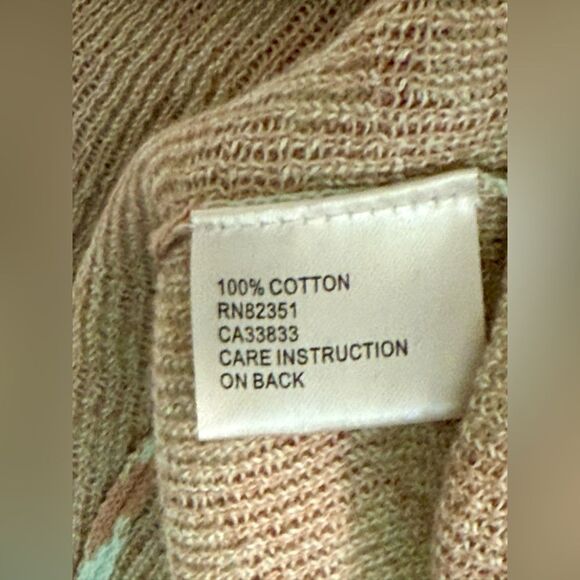 100% COTTON
RN82351
CA33833
CARE INSTRUCTION
ON BACK